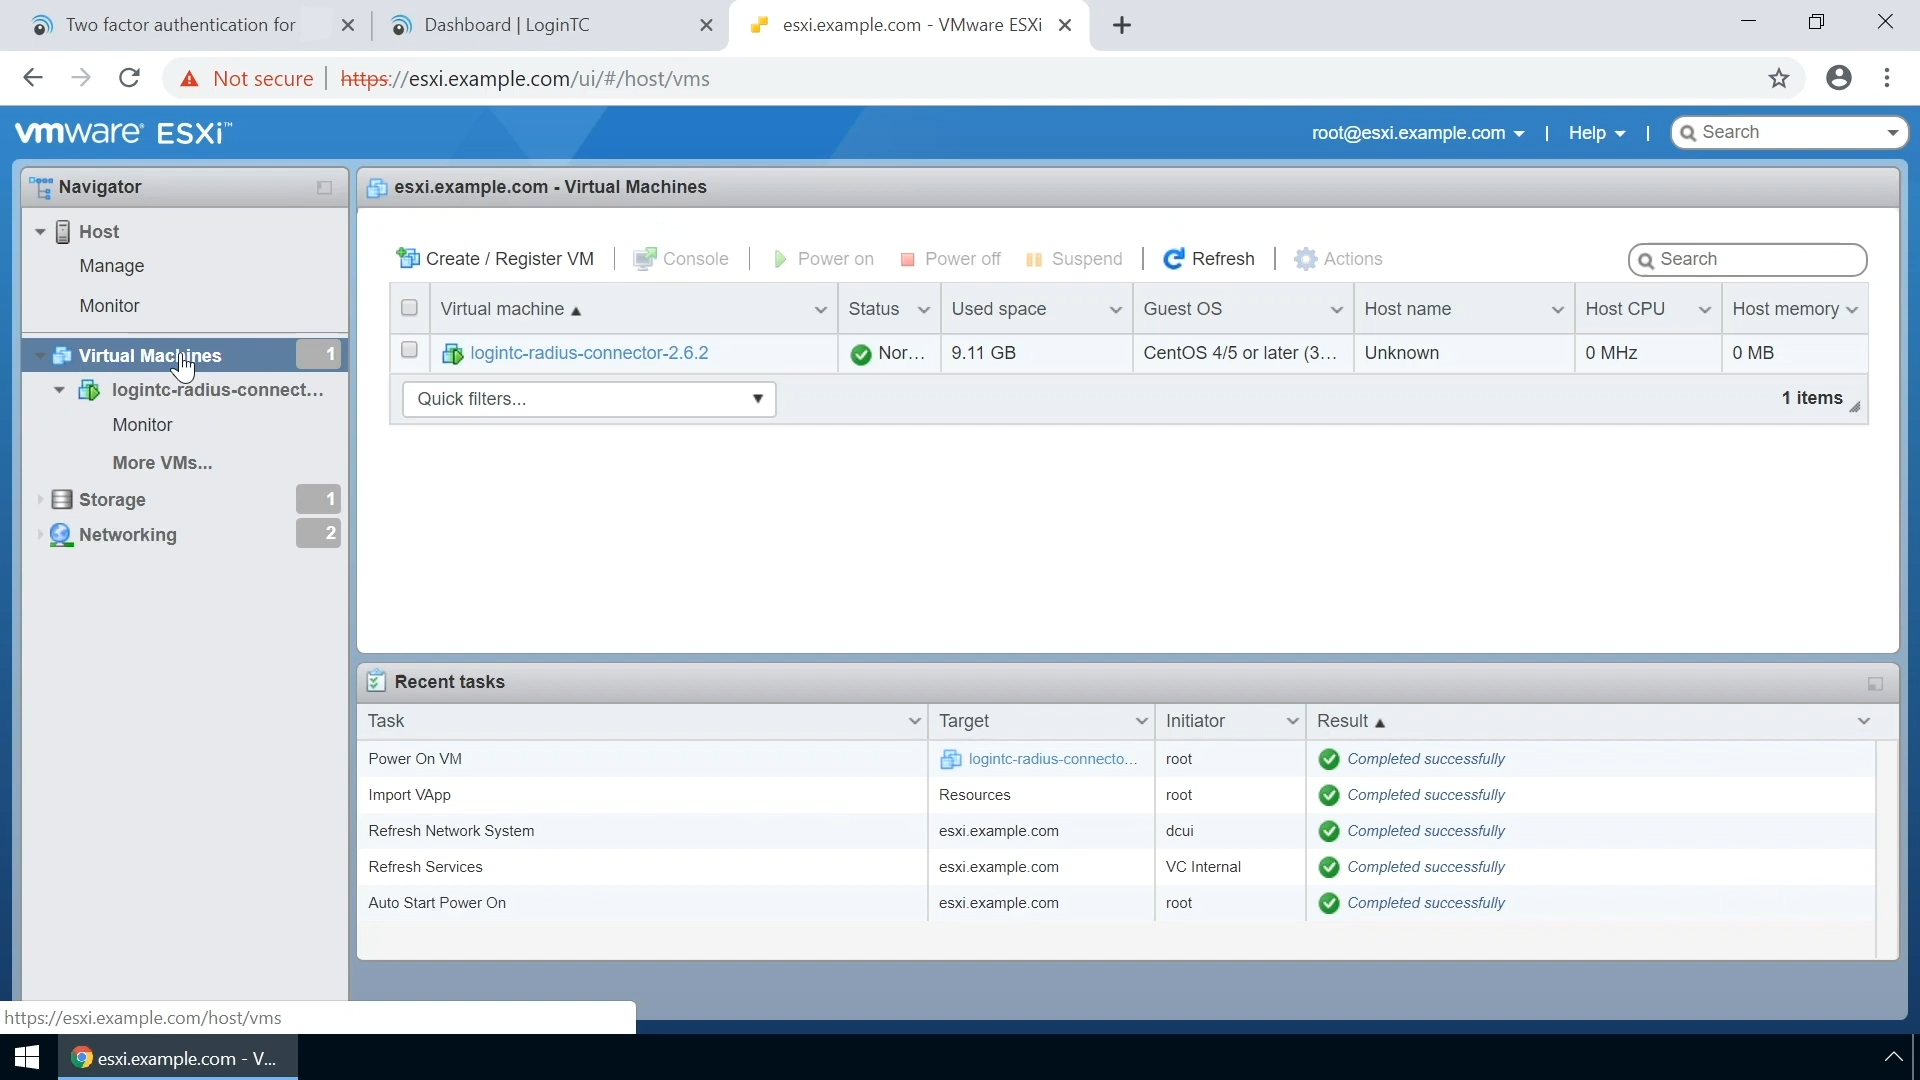 Two factor authentication for
Dashboard | LoginTC
esxi.example.com - VMware ESXi
Not secure | https://esxi.example.com/ui/#/host/vms
vmware® ESXi™
root@esxi.example.com | Help | Search
Navigator
Host
Manage
Monitor
Virtual Machines 1
logintc-radius-connect...
Monitor
More VMs...
Storage 1
Networking 2
esxi.example.com - Virtual Machines
Create / Register VM | Console | Power on Power off Suspend | Refresh | Actions Search
Virtual machine Status Used space Guest OS Host name Host CPU Host memory
logintc-radius-connector-2.6.2 Nor... 9.11 GB CentOS 4/5 or later (3... Unknown 0 MHz 0 MB
Quick filters... 1 items
Recent tasks
Task Target Initiator Result
Power On VM logintc-radius-connecto... root Completed successfully
Import VApp Resources root Completed successfully
Refresh Network System esxi.example.com dcui Completed successfully
Refresh Services esxi.example.com VC Internal Completed successfully
Auto Start Power On esxi.example.com root Completed successfully
https://esxi.example.com/host/vms
esxi.example.com - V...